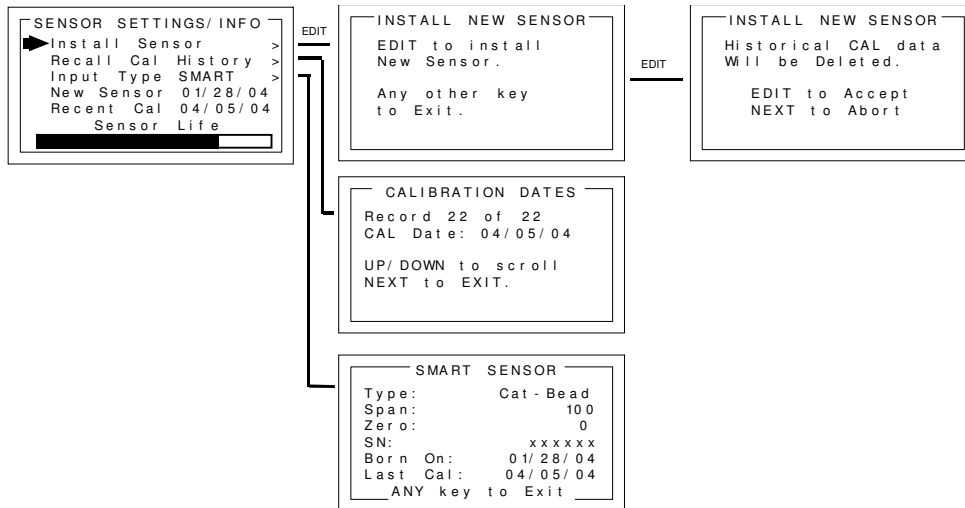 SENSOR SETTINGS/INFO
Install Sensor >
Recall Cal History >
Input Type SMART >
New Sensor 01/28/04
Recent Cal 04/05/04
Sensor Life
EDIT
INSTALL NEW SENSOR
EDIT to install
New Sensor.
Any other key
to Exit.
EDIT
INSTALL NEW SENSOR
Historical CAL data
Will be Deleted.
EDIT to Accept
NEXT to Abort
CALIBRATION DATES
Record 22 of 22
CAL Date: 04/05/04
UP/DOWN to scroll
NEXT to EXIT.
SMART SENSOR
Type: Cat-Bead
Span: 100
Zero: 0
SN: xxxxxx
Born On: 01/28/04
Last Cal: 04/05/04
ANY key to Exit